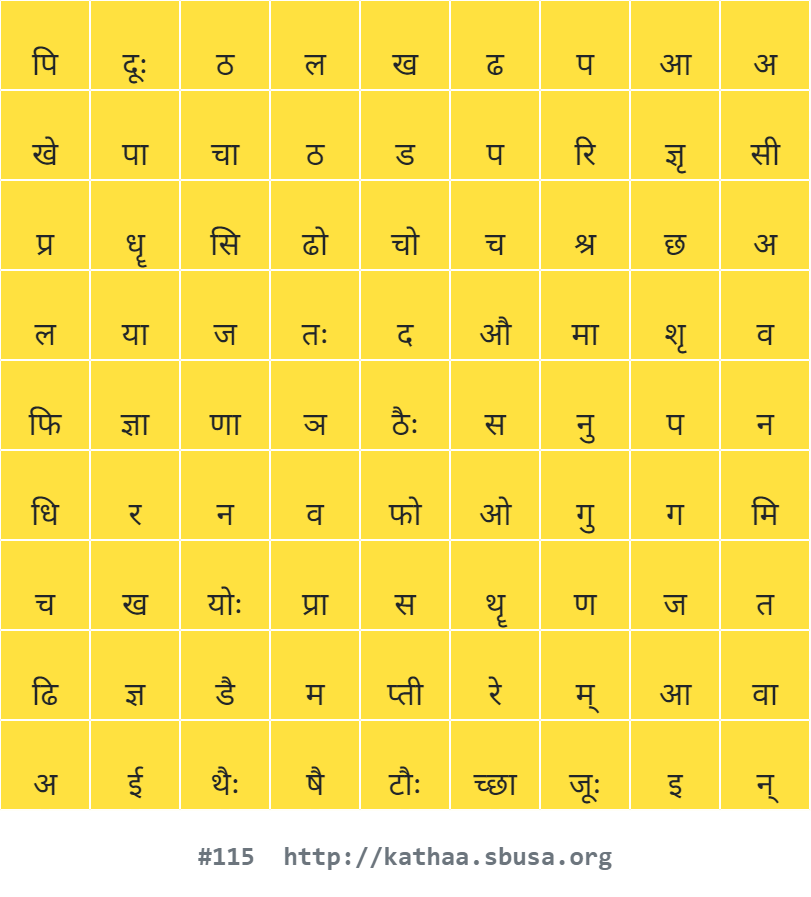 पि दूः ठ ल ख ढ प आ अ
खे पा चा ठ ड प रि ज्ञृ सी
प्र धॄ सि ढो चो च श्र छ अ
ल या ज तः द औ मा शृ व
फि ज्ञा णा ञ ठैः स नु प न
धि र न व फो ओ गु ग मि
च ख योः प्रा स थॄ ण ज त
ढि ज्ञ डै म प्ती रे म् आ वा
अ ई थैः षै टौः च्छा जूः इ न्
#115 http://kathaa.sbusa.org